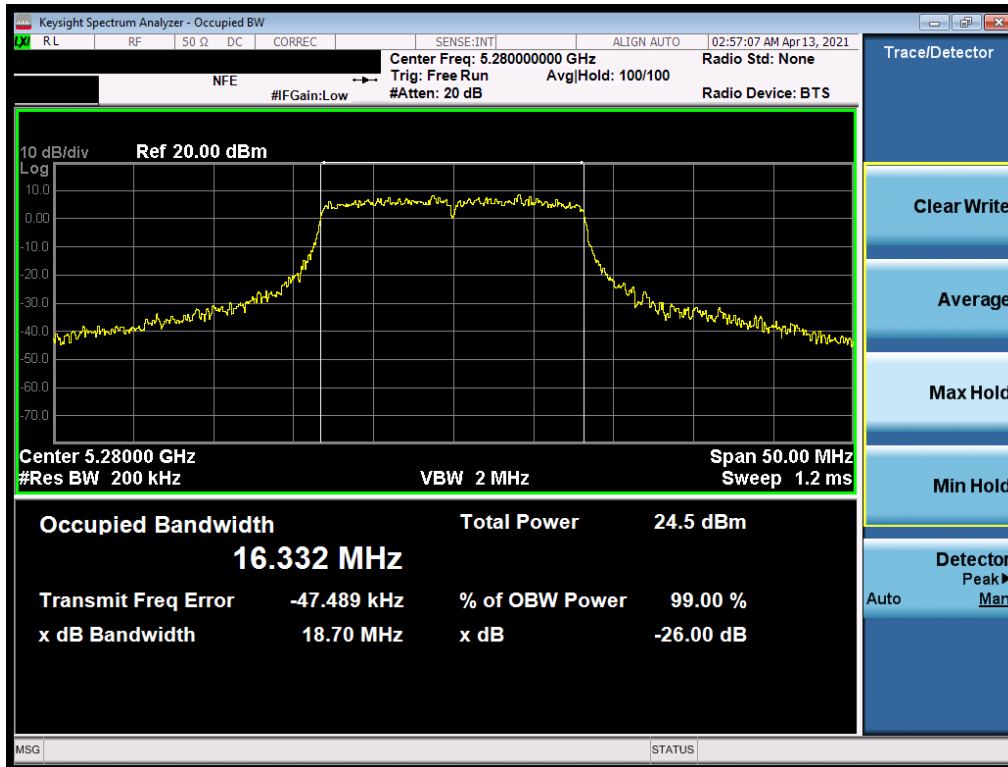 Keysight Spectrum Analyzer - Occupied BW
LXI RL RF 50 Ω DC CORREC SENSE:INT ALIGN AUTO 02:57:07 AM Apr 13, 2021
Center Freq: 5.280000000 GHz Radio Std: None
NFE Trig: Free Run Avg|Hold: 100/100
#IFGain:Low #Atten: 20 dB Radio Device: BTS
Trace/Detector
10 dB/div Ref 20.00 dBm
Log
10.0
0.00
-10.0
-20.0
-30.0
-40.0
-50.0
-60.0
-70.0
Center 5.28000 GHz Span 50.00 MHz
#Res BW 200 kHz VBW 2 MHz Sweep 1.2 ms
Occupied Bandwidth Total Power 24.5 dBm
16.332 MHz
Transmit Freq Error -47.489 kHz % of OBW Power 99.00 %
x dB Bandwidth 18.70 MHz x dB -26.00 dB
Clear Write
Average
Max Hold
Min Hold
Detector
Peak▶
Auto Man
MSG STATUS